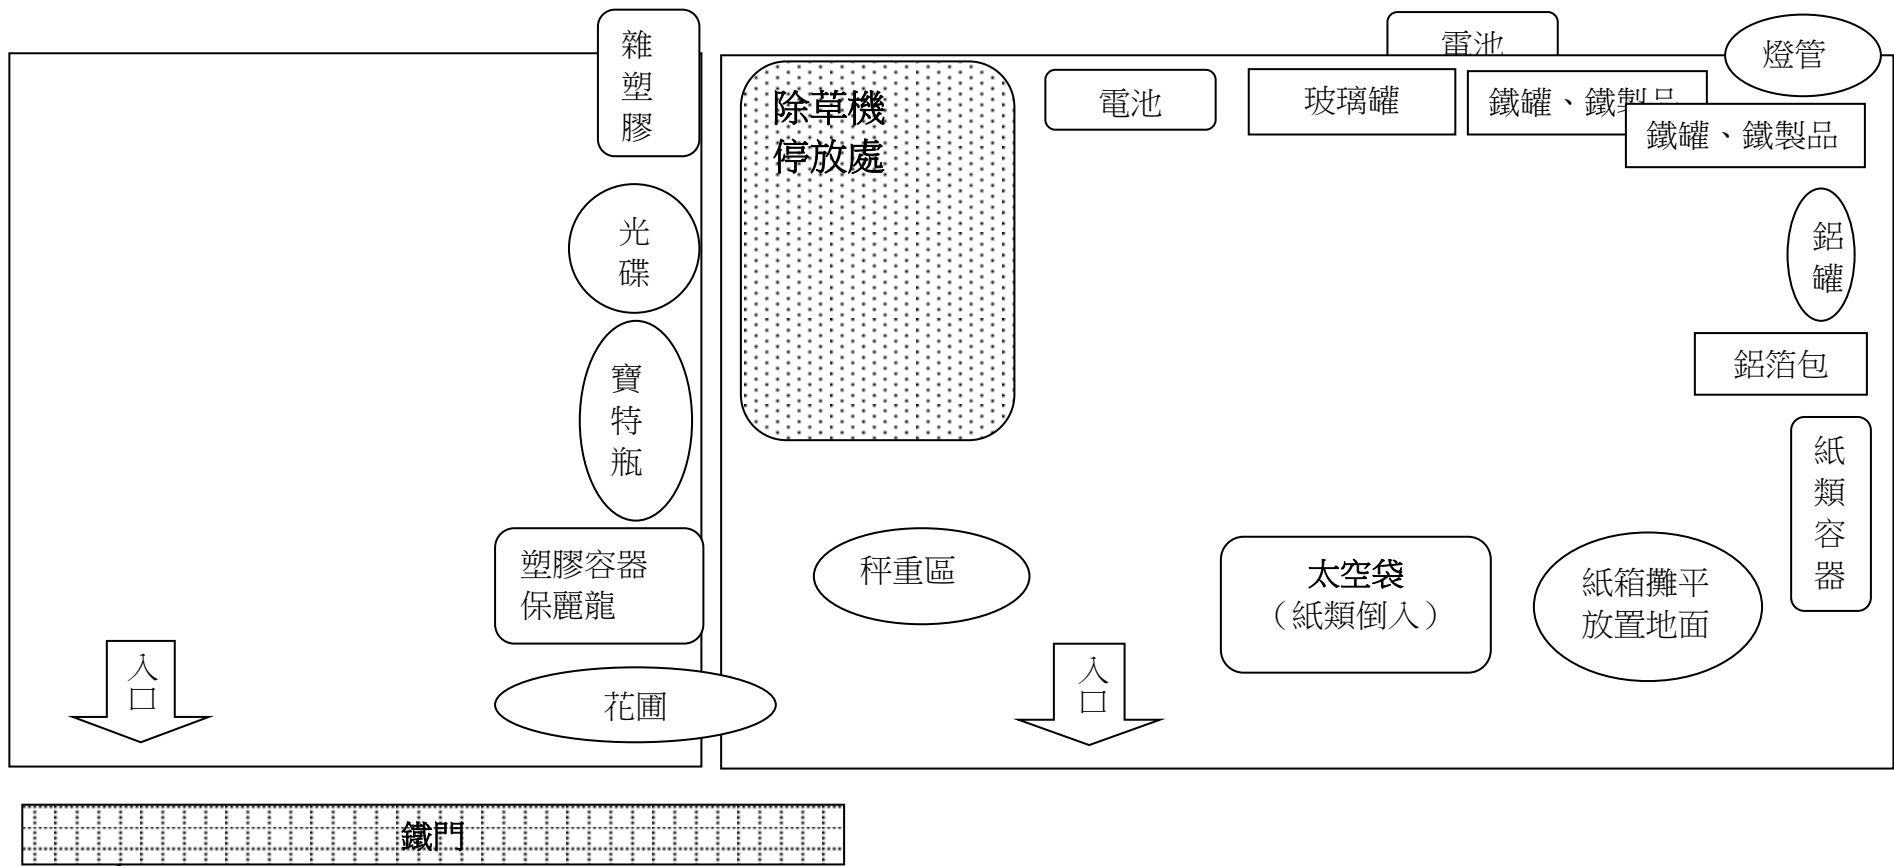 雜
塑
膠
光
碟
寶
特
瓶
塑膠容器
保麗龍
入
口
花圃
除草機
停放處
電池
電池
玻璃罐
鐵罐、鐵製品
鐵罐、鐵製品
燈管
鋁
罐
鋁箔包
紙
類
容
器
秤重區
太空袋
（紙類倒入）
紙箱攤平
放置地面
入
口
鐵門